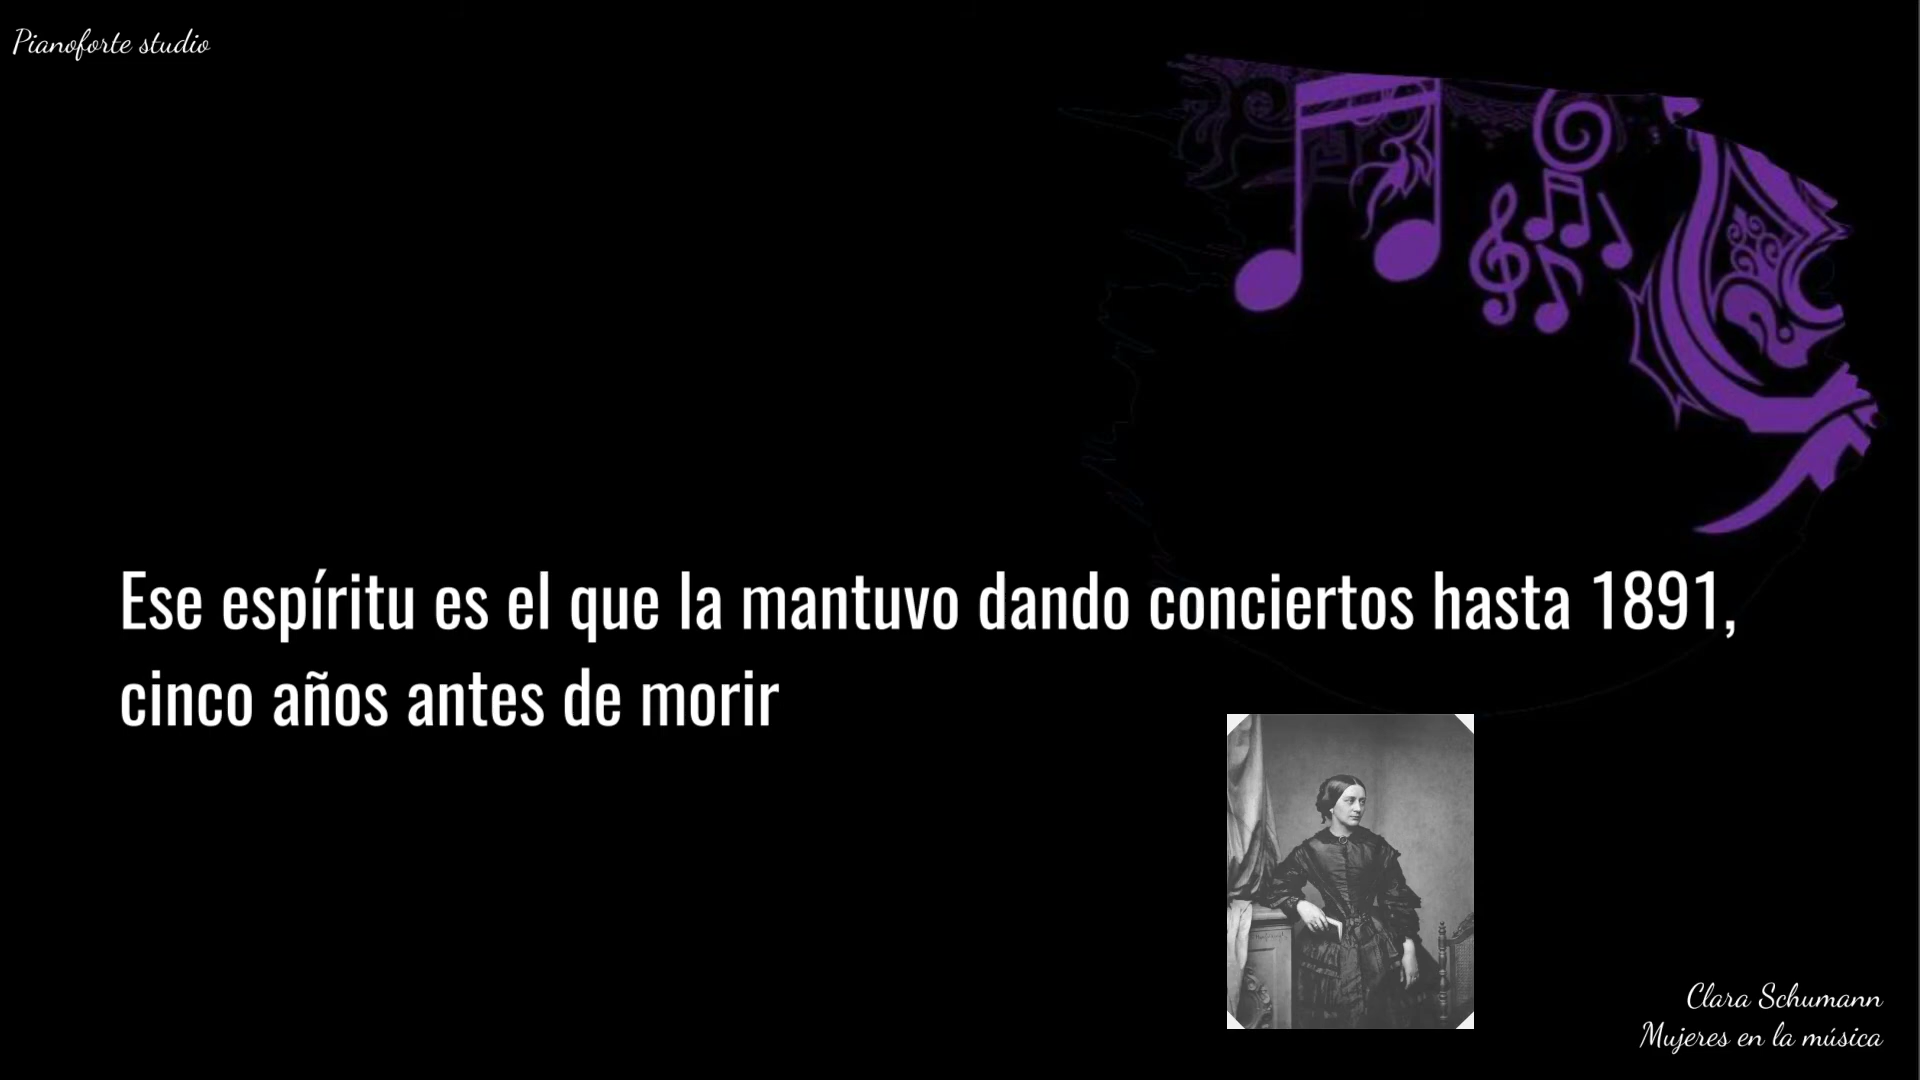 Pianoforte studio
Ese espíritu es el que la mantuvo dando conciertos hasta 1891,
cinco años antes de morir
Clara Schumann
Mujeres en la música